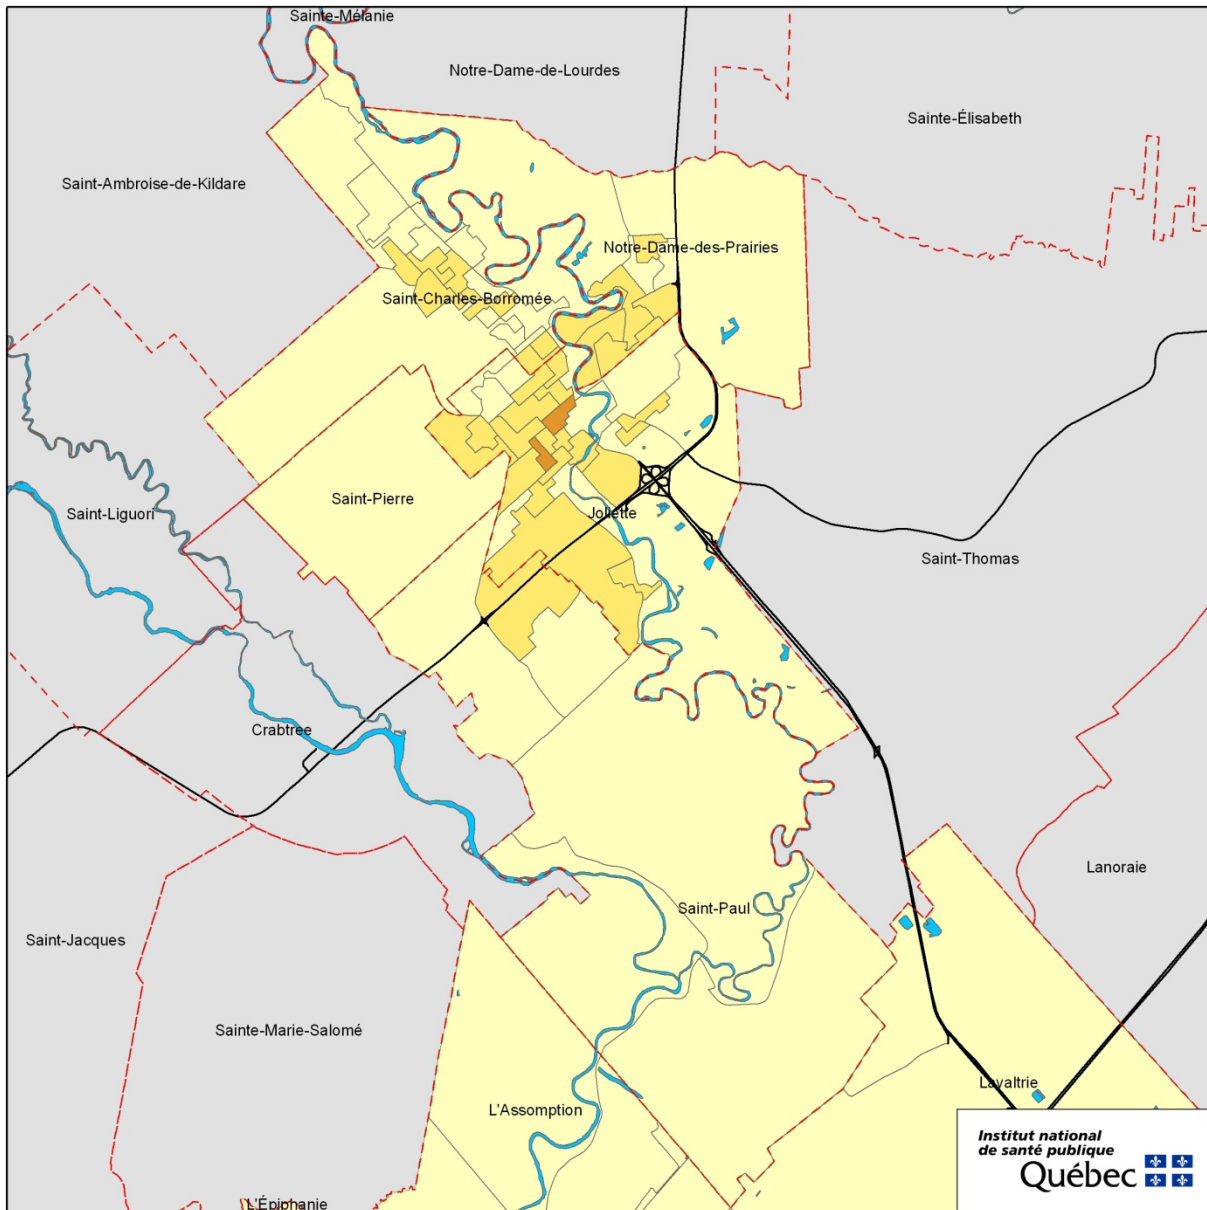 Sainte-Mélanie
Notre-Dame-de-Lourdes
Sainte-Élisabeth
Saint-Ambroise-de-Kildare
Notre-Dame-des-Prairies
Saint-Charles-Borromée
Saint-Pierre
Saint-Liguori
Joliette
Saint-Thomas
Crabtree
Lanoraie
Saint-Paul
Saint-Jacques
Sainte-Marie-Salomé
Lavaltrie
L'Assomption
Institut national
de santé publique
Québec
L'Épiphanie